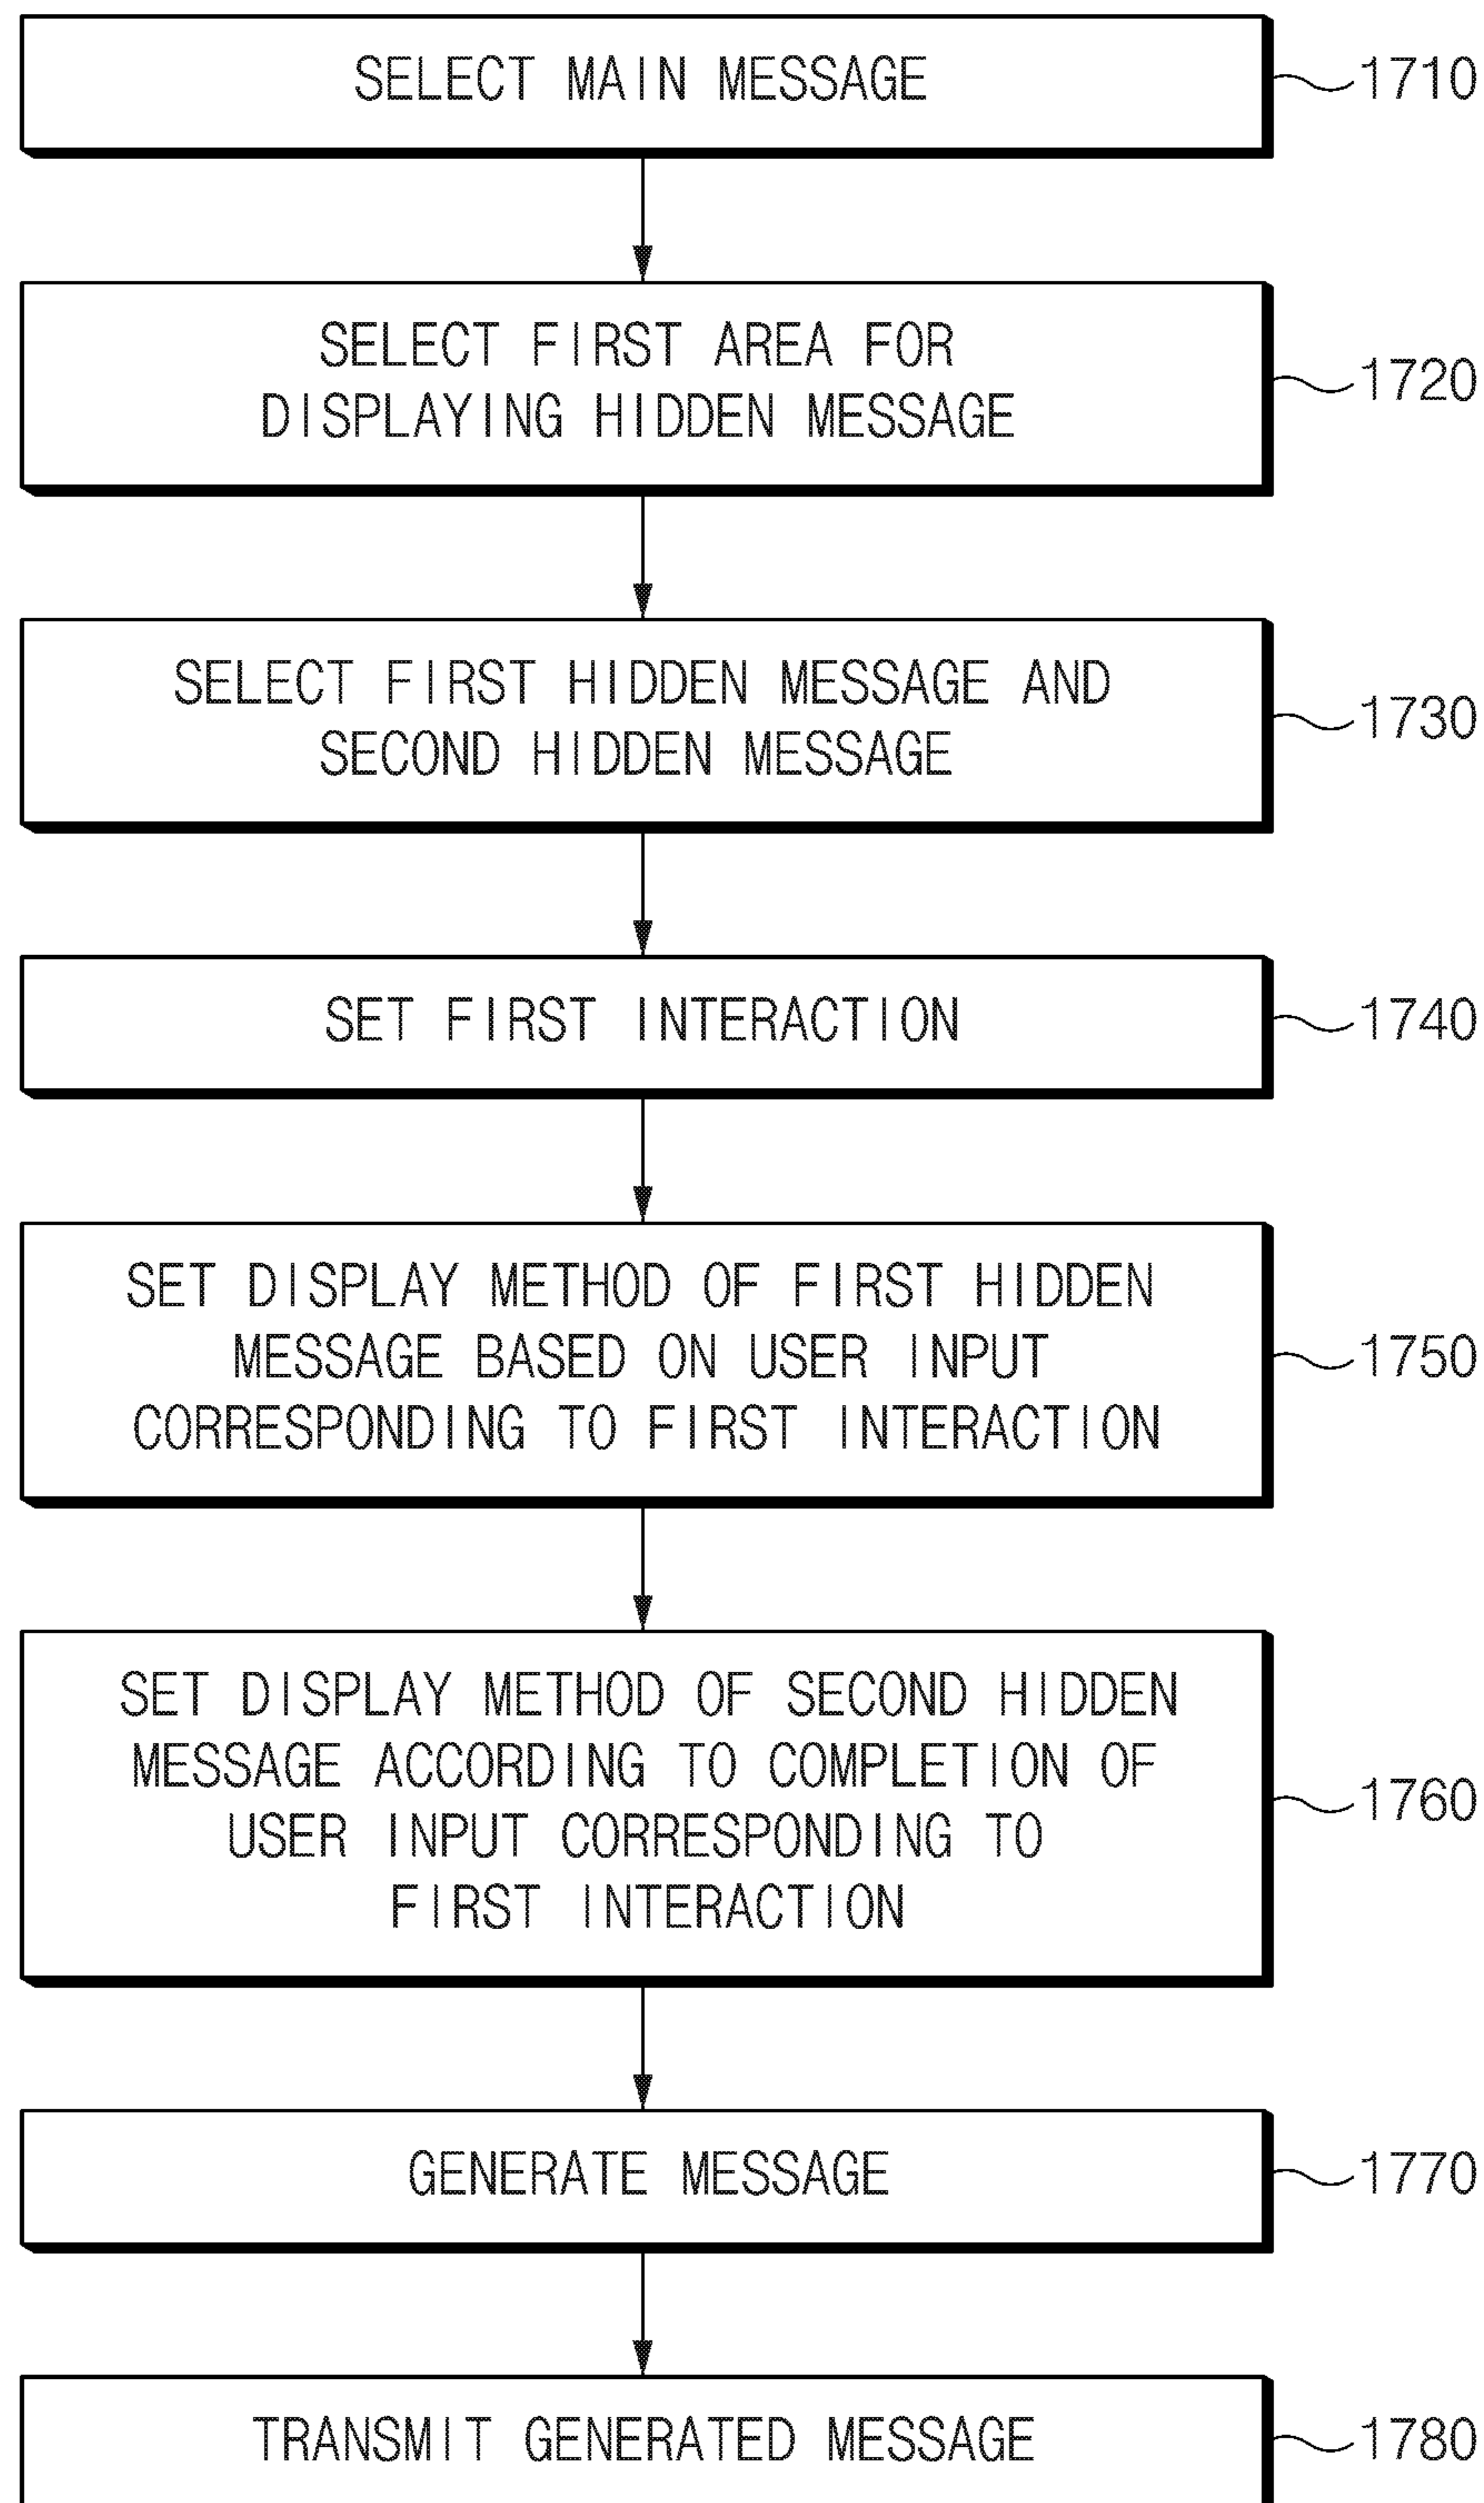 SELECT MAIN MESSAGE
1710
SELECT FIRST AREA FOR
DISPLAYING HIDDEN MESSAGE
1720
SELECT FIRST HIDDEN MESSAGE AND
SECOND HIDDEN MESSAGE
1730
SET FIRST INTERACTION
1740
SET DISPLAY METHOD OF FIRST HIDDEN
MESSAGE BASED ON USER INPUT
CORRESPONDING TO FIRST INTERACTION
1750
SET DISPLAY METHOD OF SECOND HIDDEN
MESSAGE ACCORDING TO COMPLETION OF
USER INPUT CORRESPONDING TO
FIRST INTERACTION
1760
GENERATE MESSAGE
1770
TRANSMIT GENERATED MESSAGE
1780